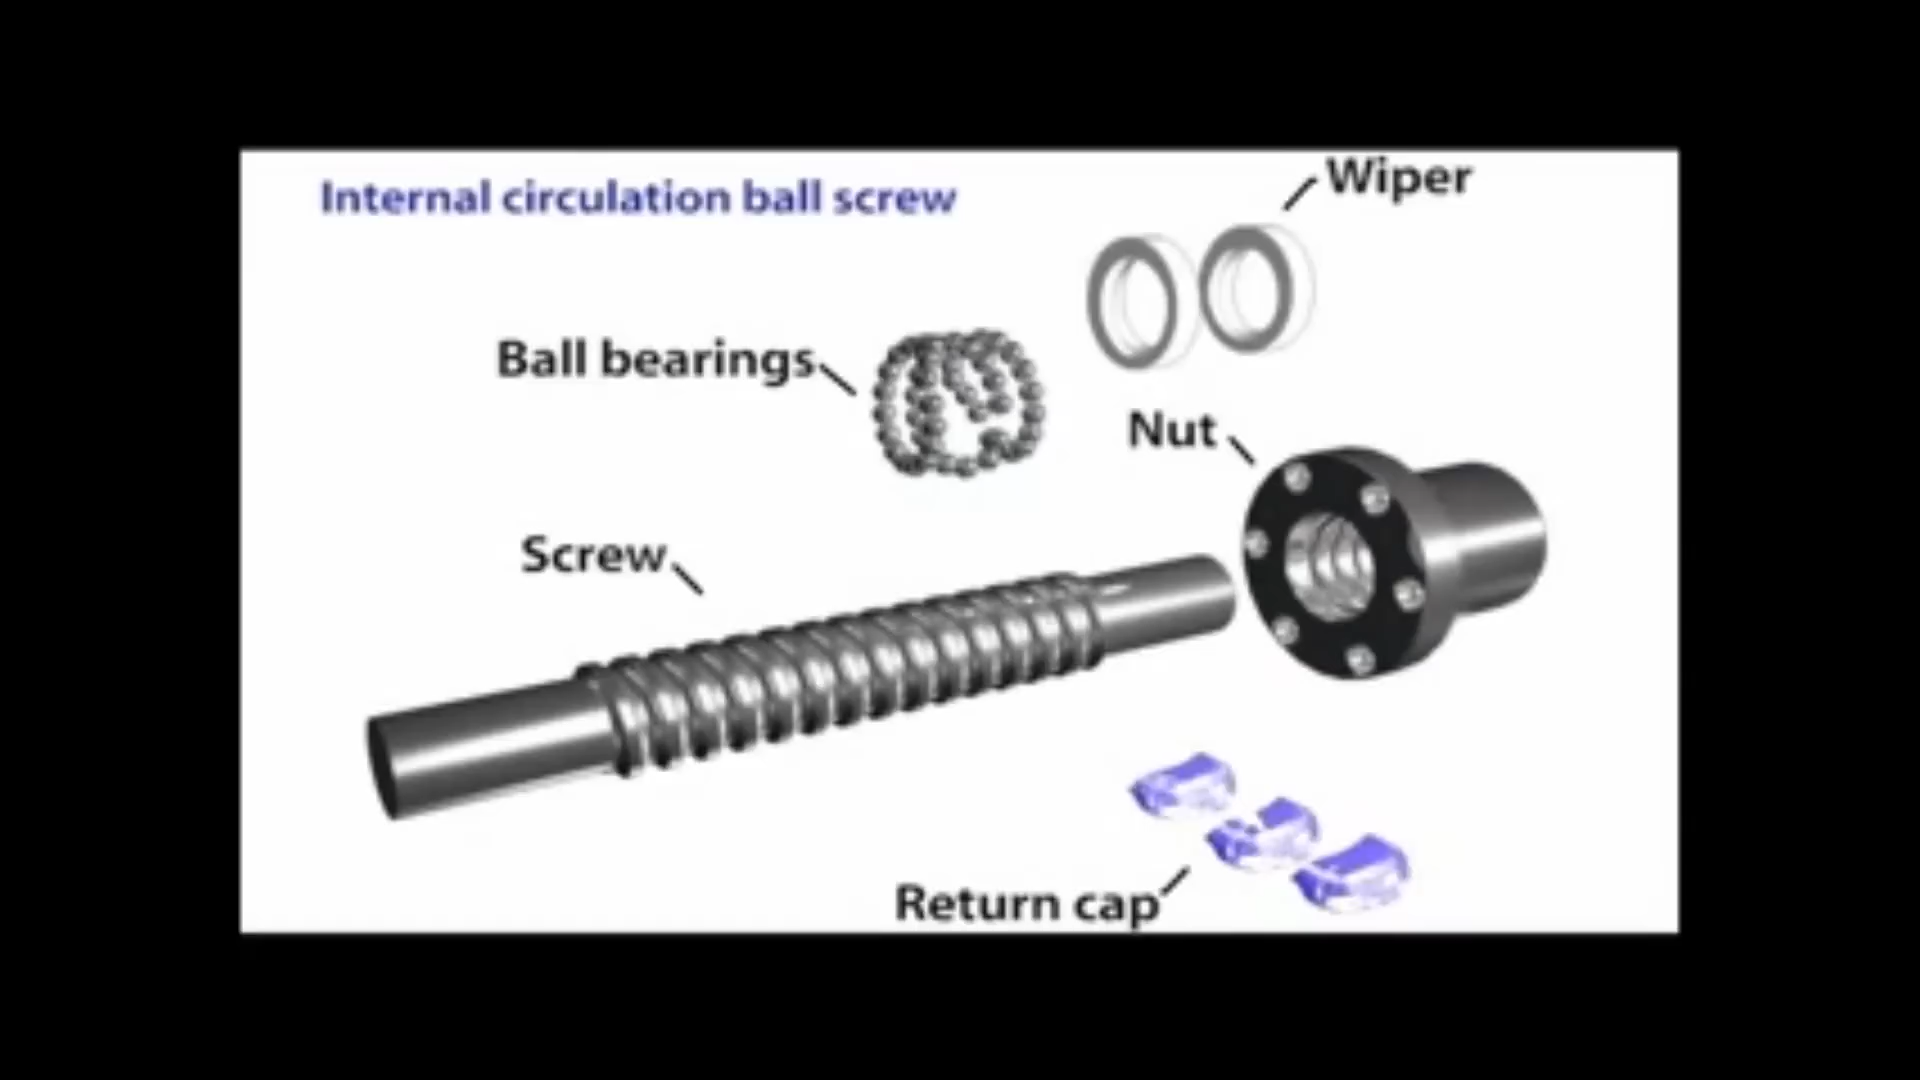 Internal circulation ball screw
Wiper
Ball bearings
Nut
Screw
Return cap